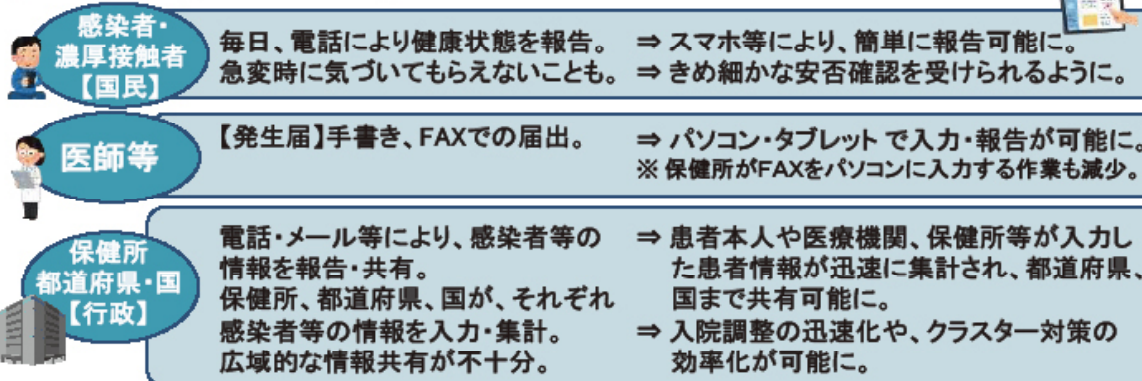 感染者・
濃厚接触者
【国民】
毎日、電話により健康状態を報告。
急変時に気づいてもらえないことも。
⇒ スマホ等により、簡単に報告可能に。
⇒ きめ細かな安否確認を受けられるように。
医師等
【発生届】手書き、FAXでの届出。
⇒ パソコン・タブレット で入力・報告が可能に。
※ 保健所がFAXをパソコンに入力する作業も減少。
保健所
都道府県・国
【行政】
電話・メール等により、感染者等の
情報を報告・共有。
保健所、都道府県、国が、それぞれ
感染者等の情報を入力・集計。
広域的な情報共有が不十分。
⇒ 患者本人や医療機関、保健所等が入力し
た患者情報が迅速に集計され、都道府県、
国まで共有可能に。
⇒ 入院調整の迅速化や、クラスター対策の
効率化が可能に。